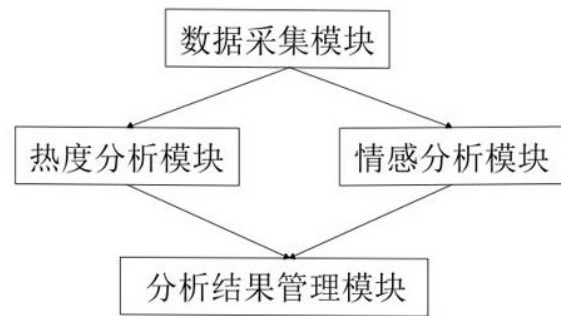 数据采集模块
热度分析模块
情感分析模块
分析结果管理模块